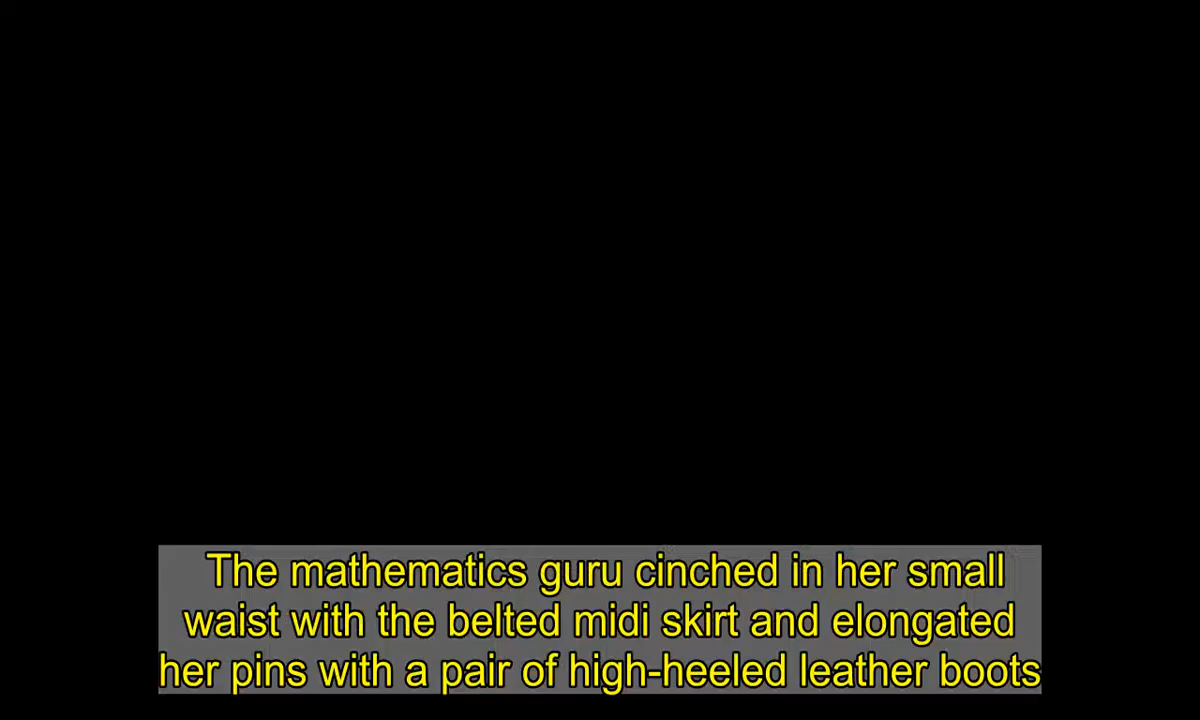 The mathematics guru cinched in her small
waist with the belted midi skirt and elongated
her pins with a pair of high-heeled leather boots